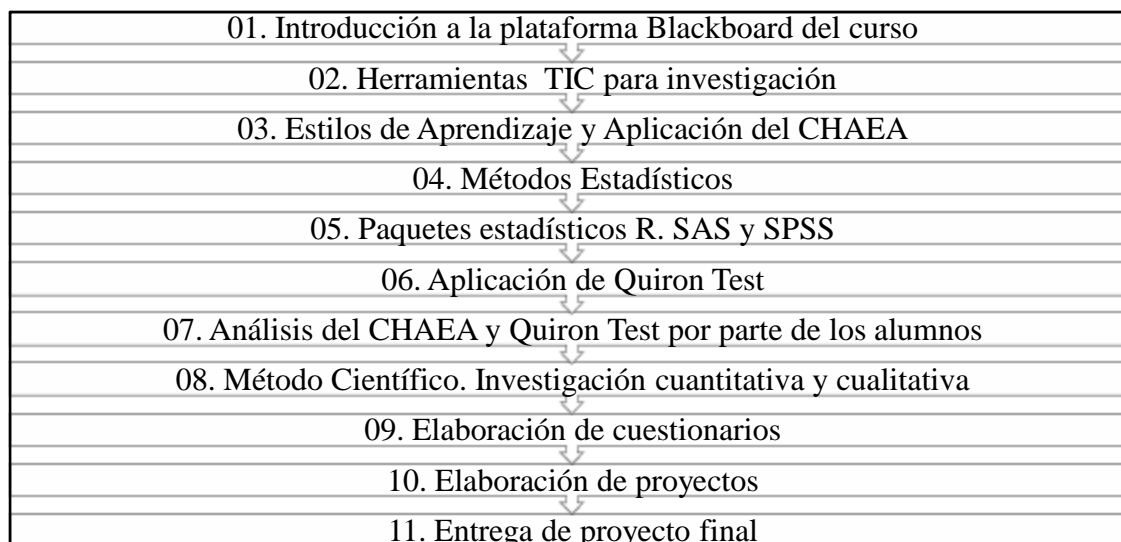 01. Introducción a la plataforma Blackboard del curso
02. Herramientas TIC para investigación
03. Estilos de Aprendizaje y Aplicación del CHAEA
04. Métodos Estadísticos
05. Paquetes estadísticos R. SAS y SPSS
06. Aplicación de Quiron Test
07. Análisis del CHAEA y Quiron Test por parte de los alumnos
08. Método Científico. Investigación cuantitativa y cualitativa
09. Elaboración de cuestionarios
10. Elaboración de proyectos
11. Entrega de proyecto final